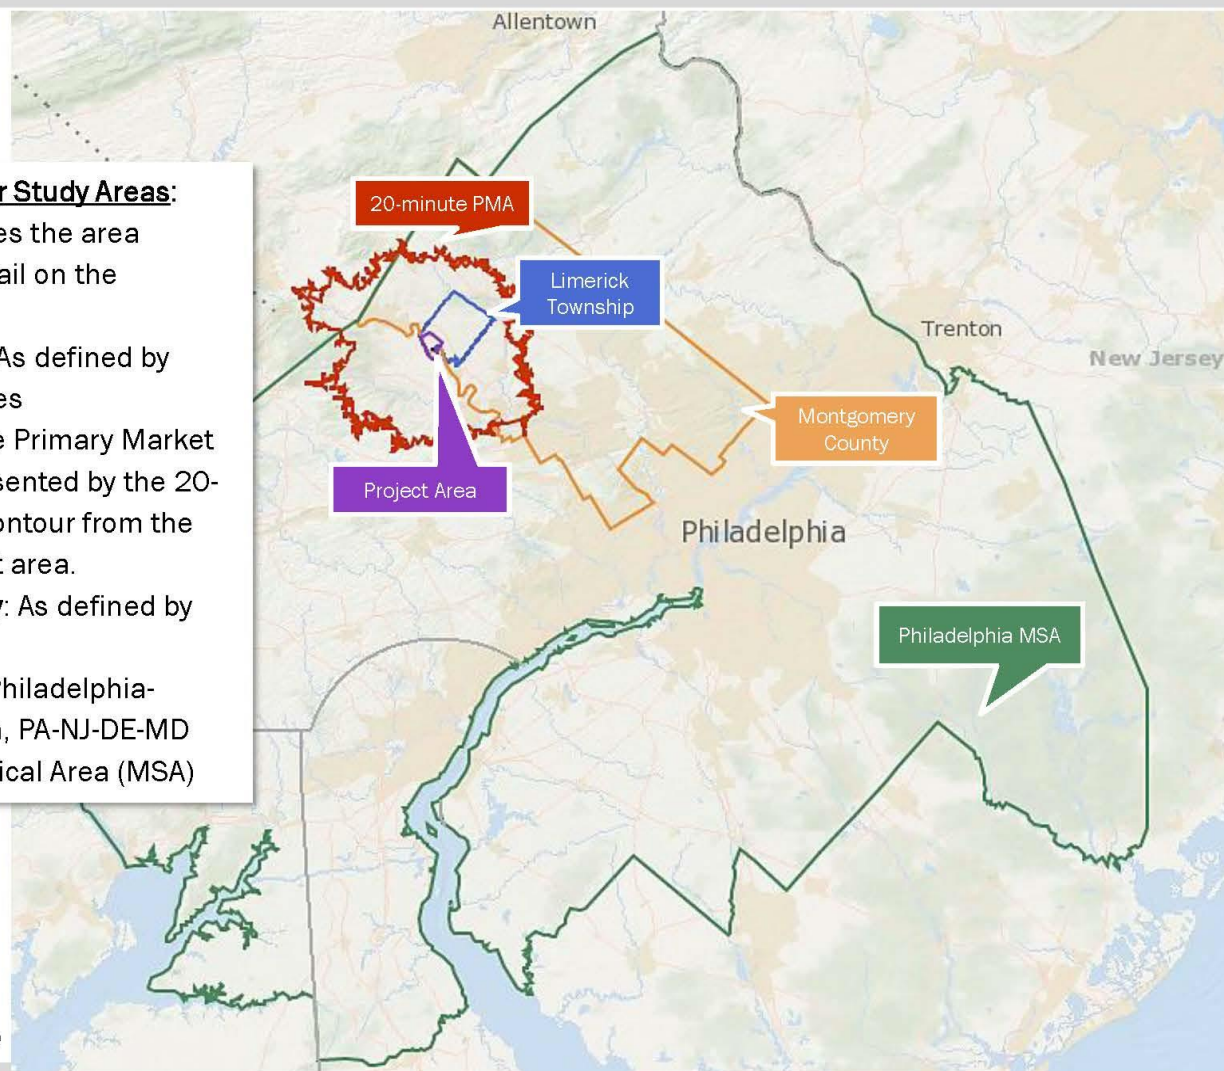 Allentown
r Study Areas:
es the area
ail on the
As defined by
es
e Primary Market
sented by the 20-
ontour from the
t area.
y: As defined by
Philadelphia-
, PA-NJ-DE-MD
ical Area (MSA)
20-minute PMA
Limerick
Township
Trenton
New Jersey
Montgomery
County
Project Area
Philadelphia
Philadelphia MSA